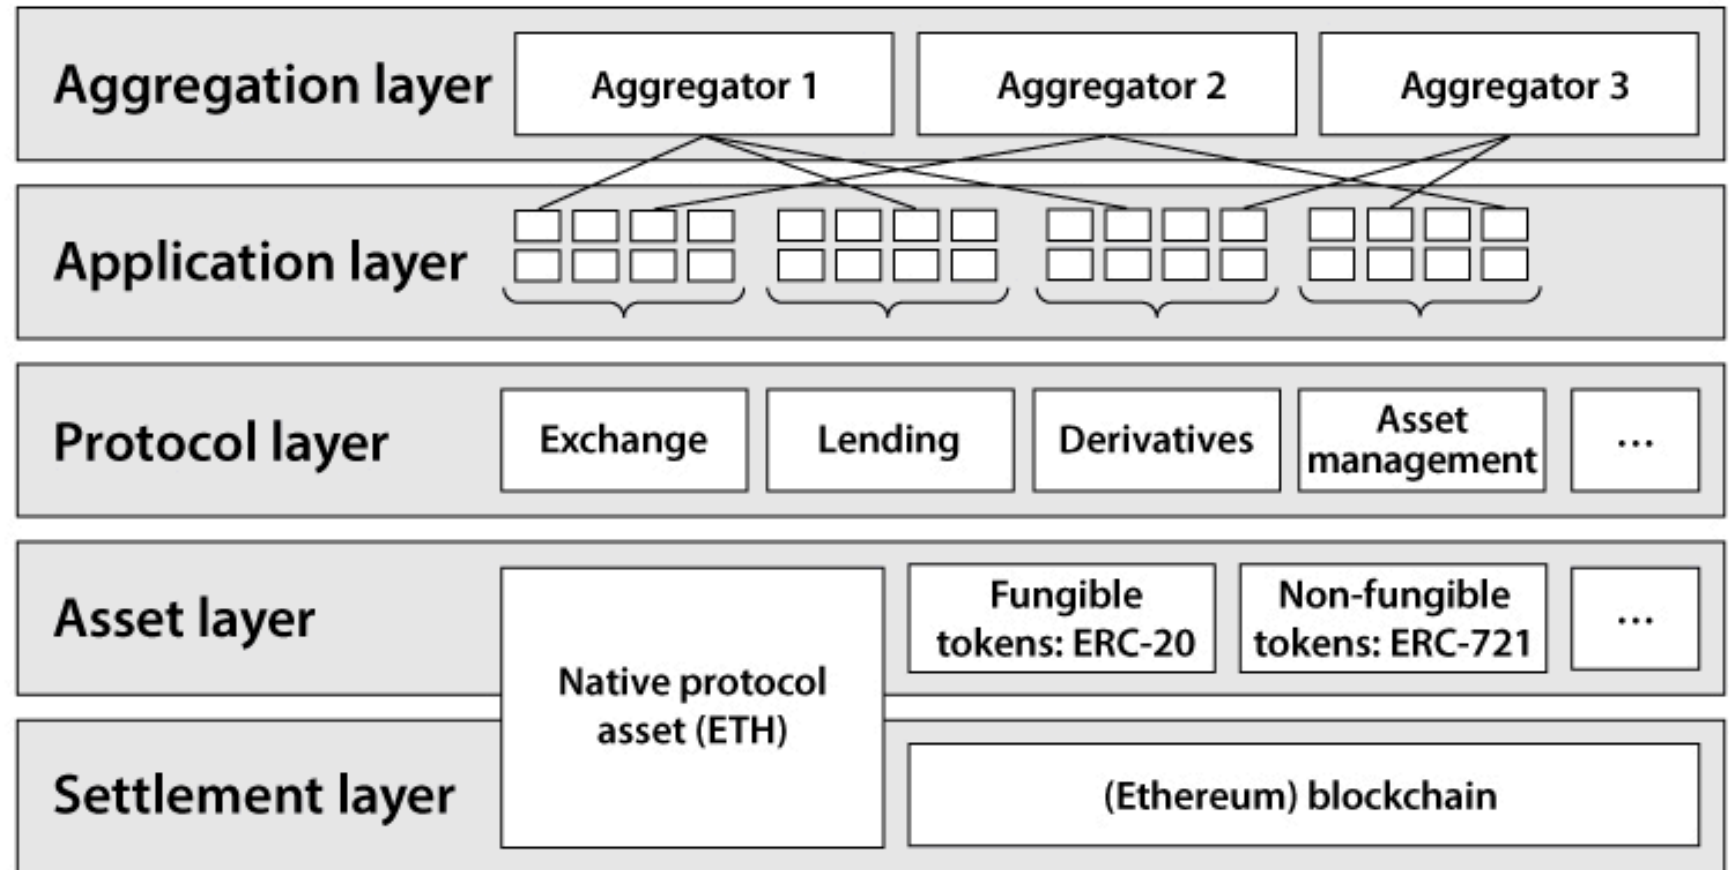 Aggregation layer
Aggregator 1
Aggregator 2
Aggregator 3
Application layer
Protocol layer
Exchange
Lending
Derivatives
Asset
management
...
Asset layer
Native protocol
asset (ETH)
Fungible
tokens: ERC-20
Non-fungible
tokens: ERC-721
...
Settlement layer
(Ethereum) blockchain